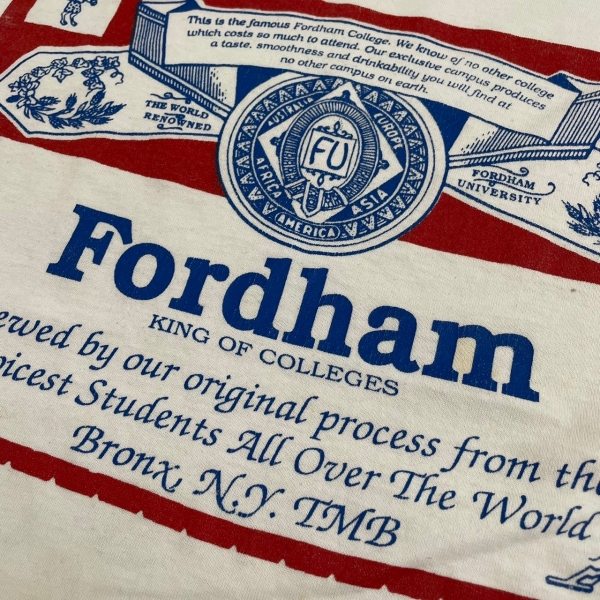 This is the famous Fordham College. We know of no other college
which costs so much to attend. Our exclusive campus produces
a taste, smoothness and drinkability you will find at
no other campus on earth.
THE WORLD
RENOWNED
AUSTRALIA
EUROPE
AFRICA
ASIA
AMERICA
FU
FORDHAM
UNIVERSITY
Fordham
KING OF COLLEGES
by our original process from
Students All Over The World
Bronx, N.Y. TMB